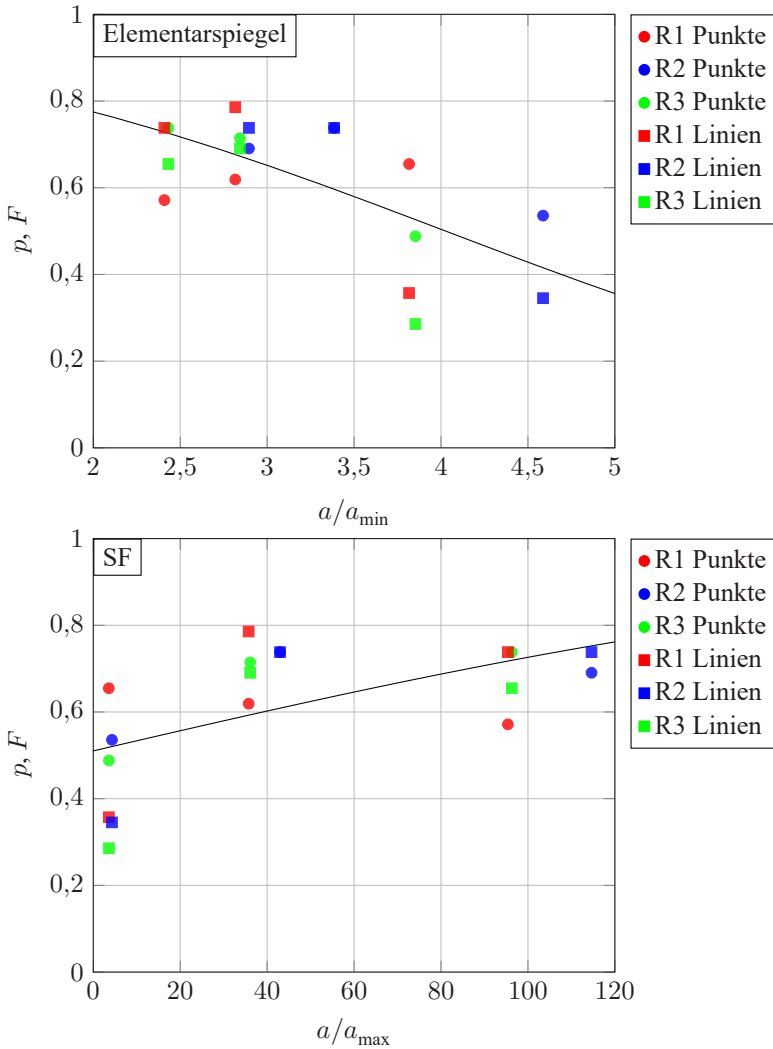 1
Elementarspiegel
0,8
0,6
0,4
0,2
0
p, F
2
2,5
3
3,5
4
4,5
5
a/a_min
R1 Punkte
R2 Punkte
R3 Punkte
R1 Linien
R2 Linien
R3 Linien
1
SF
0,8
0,6
0,4
0,2
0
p, F
0
20
40
60
80
100
120
a/a_max
R1 Punkte
R2 Punkte
R3 Punkte
R1 Linien
R2 Linien
R3 Linien